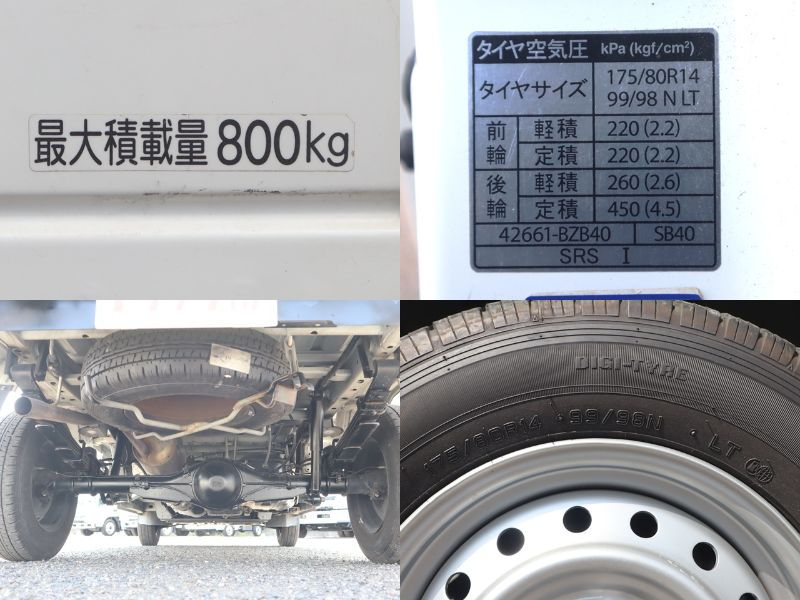 最大積載量 800kg
タイヤ空気圧 kPa (kgf/cm²)
タイヤサイズ 175/80R14 99/98 N LT
前輪 軽積 220 (2.2)
定積 220 (2.2)
後輪 軽積 260 (2.6)
定積 450 (4.5)
42661-BZB40 SB40
SRS I
DIGI-TYRE
175/80R14 99/98N LT